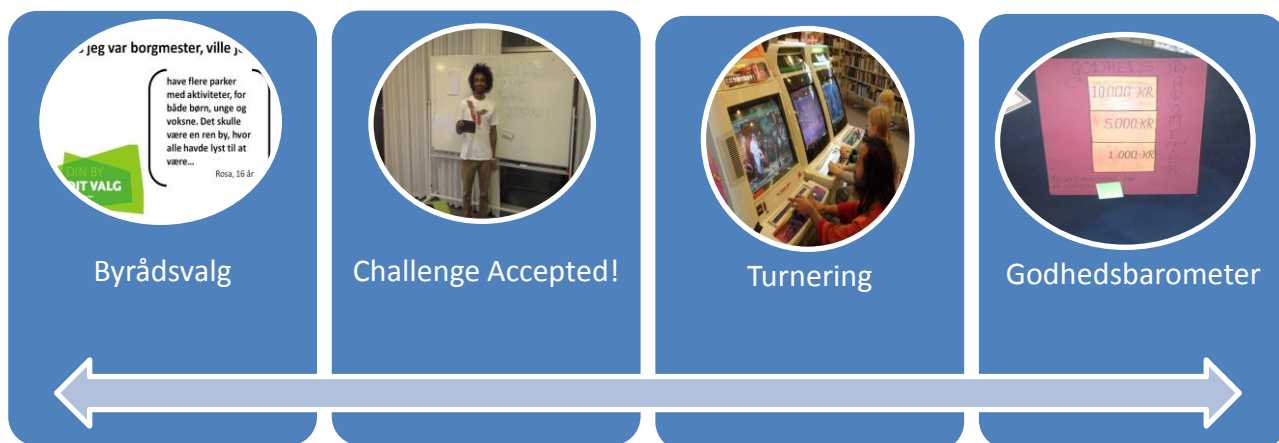 jeg var borgmester, ville
have flere parker
med aktiviteter, for
både børn, unge og
voksne. Det skulle
være en ren by, hvor
alle havde lyst til at
være...
Rosa, 16 år
DIN BY
DIT VALG
Byrådsvalg
Challenge Accepted!
Turnering
GODHEDS
10.000 KR
5.000 KR
1.000 KR
Godhedsbarometer